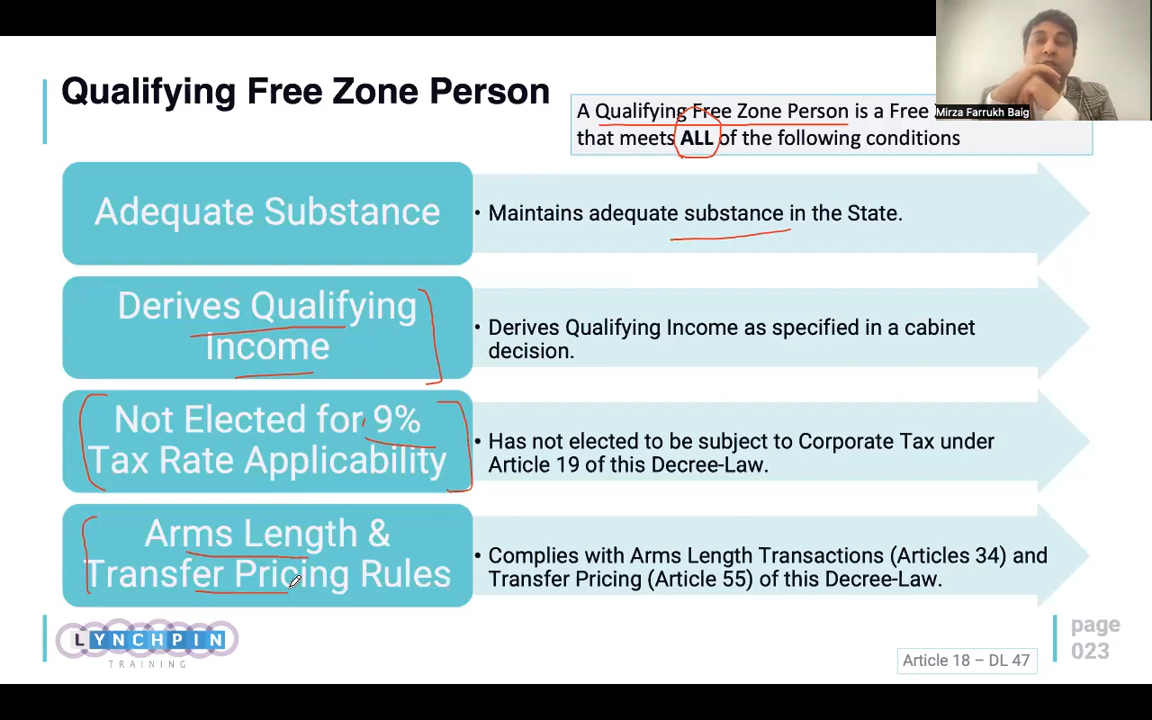 Qualifying Free Zone Person
A Qualifying Free Zone Person is a Free
that meets ALL of the following conditions
Mirza Farrukh Baig
Adequate Substance
• Maintains adequate substance in the State.
Derives Qualifying
Income
• Derives Qualifying Income as specified in a cabinet
decision.
Not Elected for 9%
Tax Rate Applicability
• Has not elected to be subject to Corporate Tax under
Article 19 of this Decree-Law.
Arms Length &
Transfer Pricing Rules
• Complies with Arms Length Transactions (Articles 34) and
Transfer Pricing (Article 55) of this Decree-Law.
LYNCHPIN
TRAINING
Article 18 – DL 47
page
023